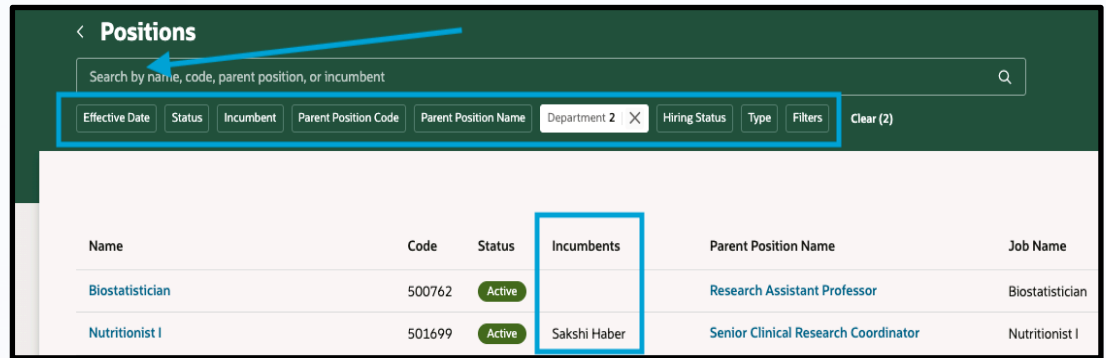 Positions
Search by name, code, parent position, or incumbent
Effective Date Status Incumbent Parent Position Code Parent Position Name Department 2 Hiring Status Type Filters Clear (2)
Name Code Status Incumbents Parent Position Name Job Name
Biostatistician 500762 Active Research Assistant Professor Biostatistician
Nutritionist I 501699 Active Sakshi Haber Senior Clinical Research Coordinator Nutritionist I